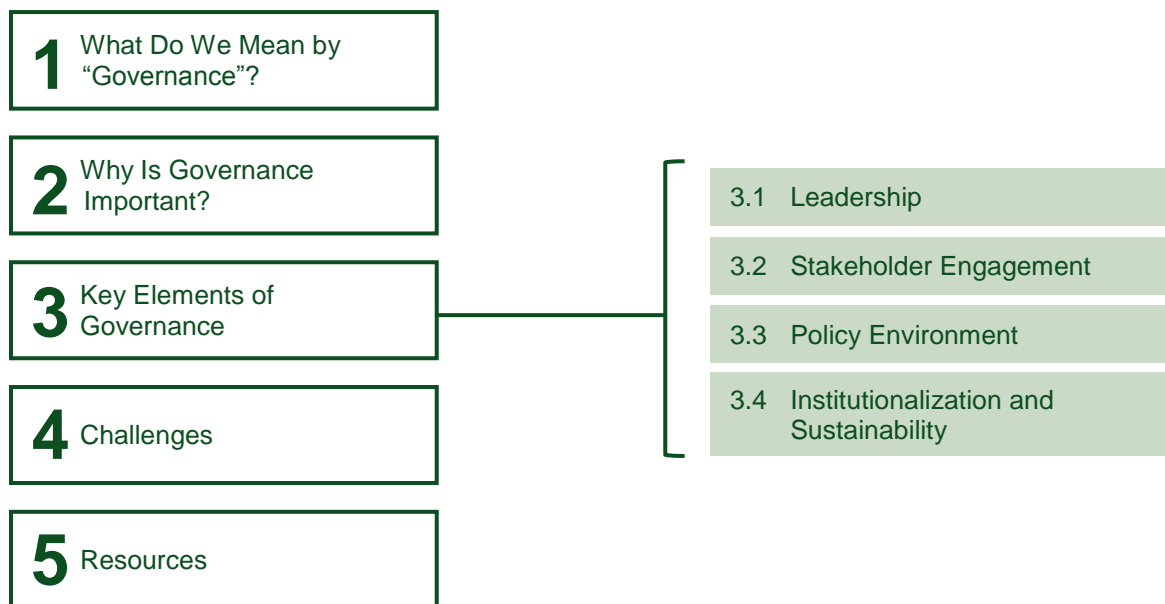 1 What Do We Mean by
“Governance”?
2 Why Is Governance
Important?
3 Key Elements of
Governance
3.1 Leadership
3.2 Stakeholder Engagement
3.3 Policy Environment
3.4 Institutionalization and
Sustainability
4 Challenges
5 Resources